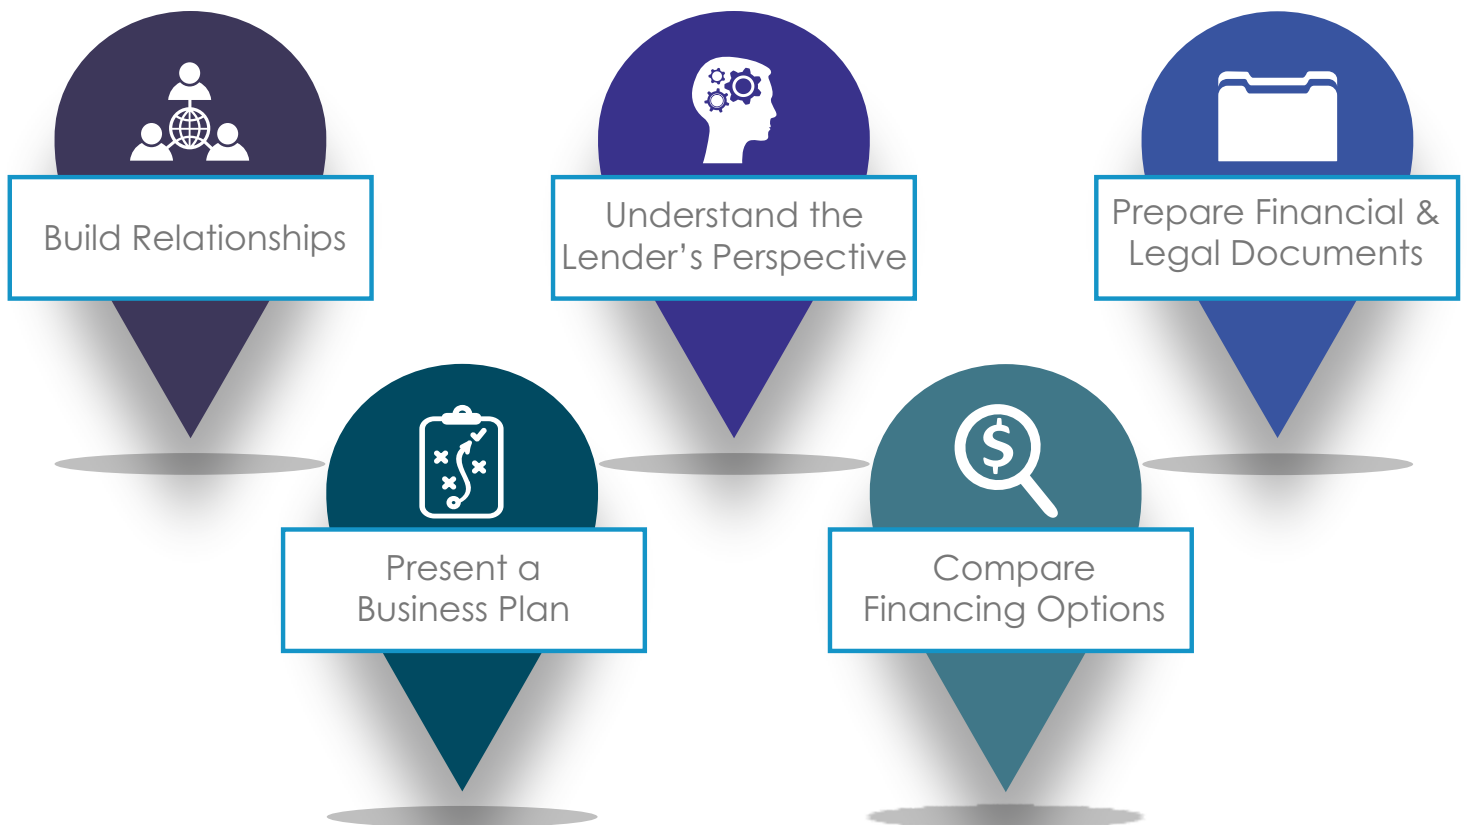 Build Relationships
Understand the
Lender’s Perspective
Prepare Financial &
Legal Documents
Present a
Business Plan
Compare
Financing Options
$